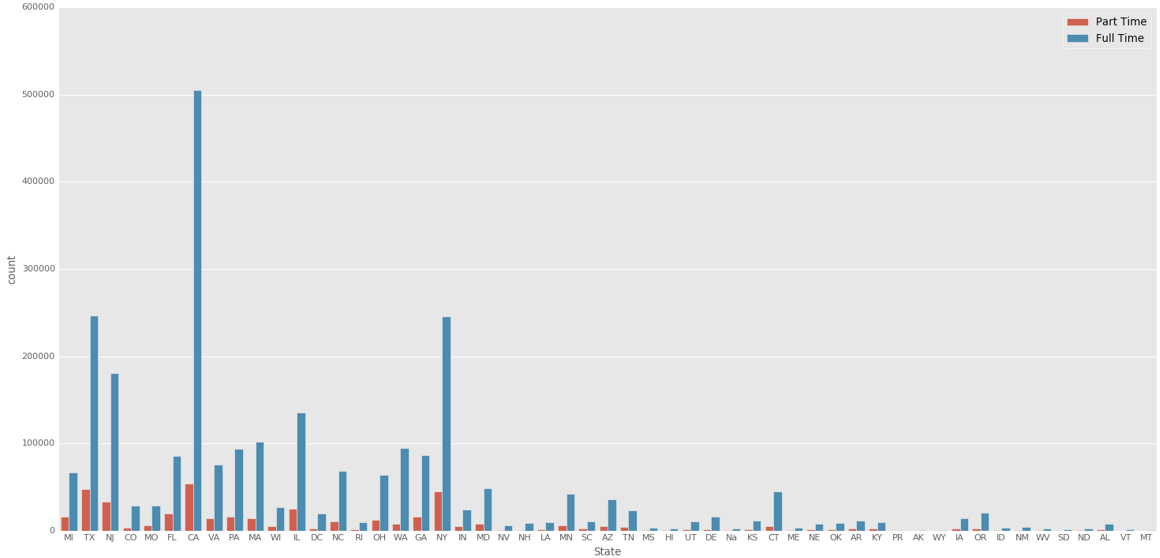 600000
500000
400000
300000
200000
100000
0
count
Part Time
Full Time
MI TX NJ CO MO FL CA VA PA MA WI IL DC NC RI OH WA GA NY IN MD NV NH LA MN SC AZ TN MS HI UT DE Na KS CT ME NE OK AR KY PR AK WY IA OR ID NM WV SD ND AL VT MT
State